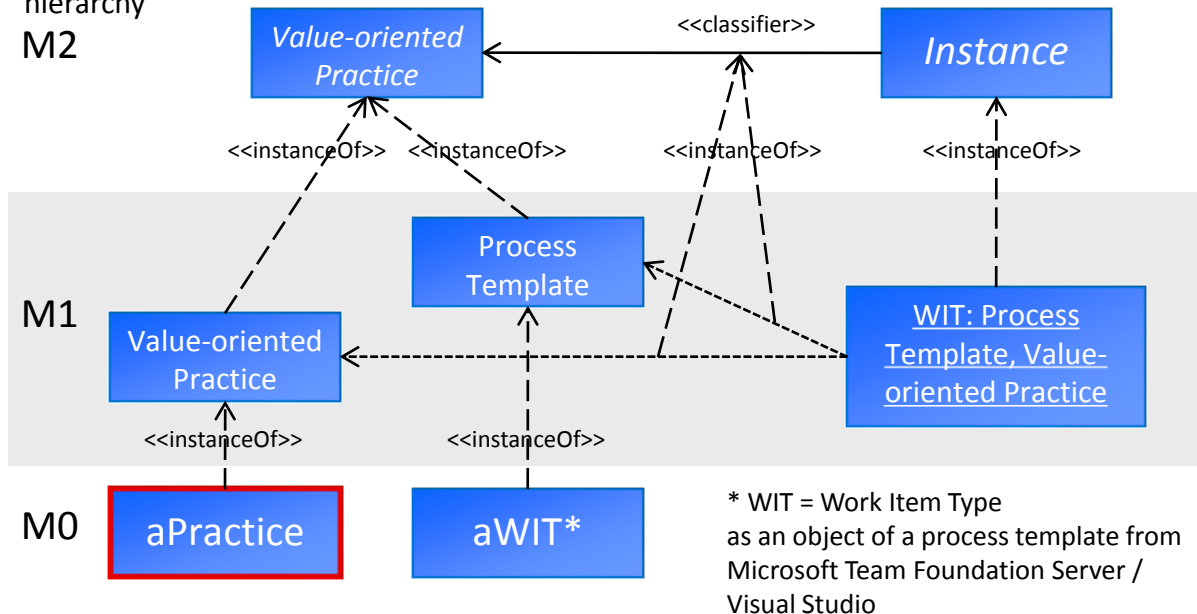 hierarchy
M2
Value-oriented
Practice
<<classifier>>
Instance
<<instanceOf>>
<<instanceOf>>
<<instanceOf>>
<<instanceOf>>
M1
Process
Template
Value-oriented
Practice
WIT: Process
Template, Value-
oriented Practice
<<instanceOf>>
<<instanceOf>>
M0
aPractice
aWIT*
* WIT = Work Item Type
as an object of a process template from
Microsoft Team Foundation Server /
Visual Studio